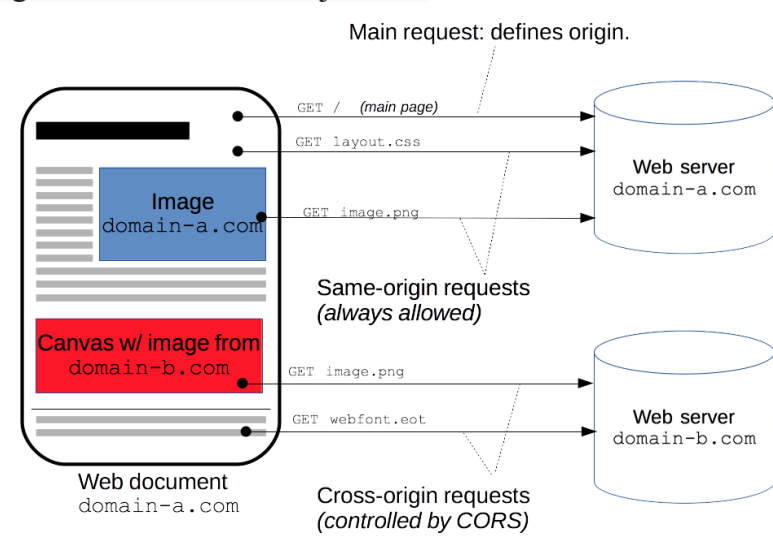 Main request: defines origin.
GET / (main page)
GET layout.css
Web server
domain-a.com
Image
domain-a.com
GET image.png
Same-origin requests
(always allowed)
Canvas w/ image from
domain-b.com
GET image.png
GET webfont.eot
Web server
domain-b.com
Web document
domain-a.com
Cross-origin requests
(controlled by CORS)